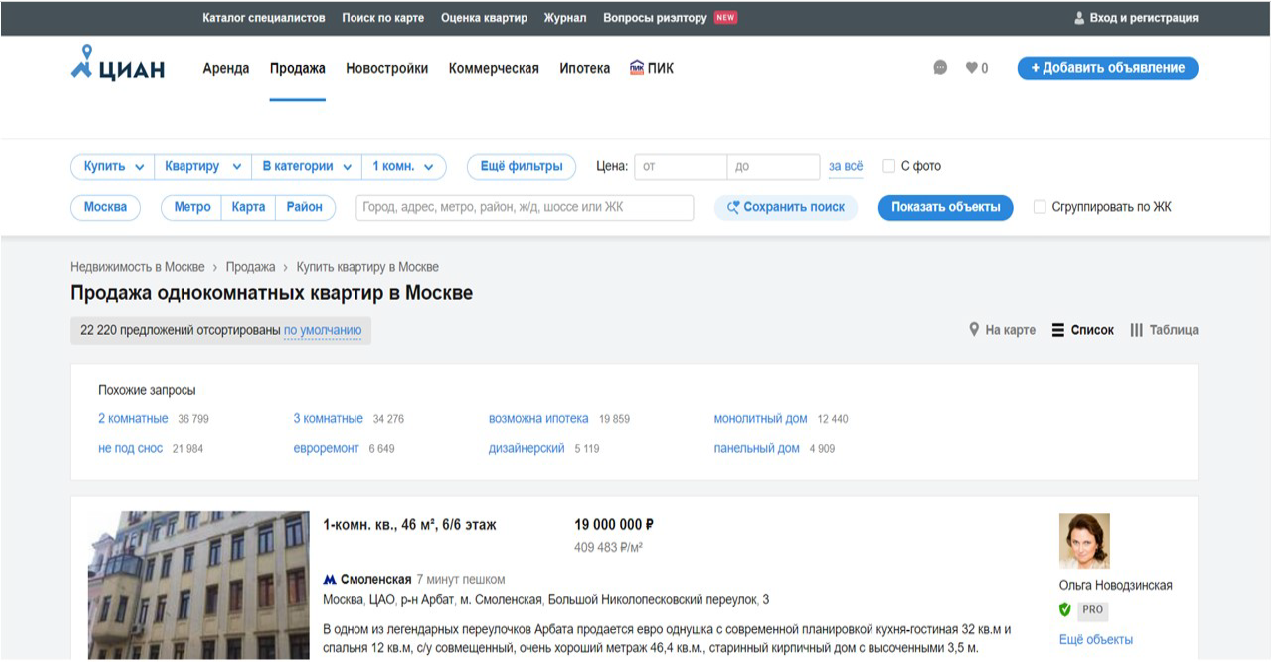 Каталог специалистов Поиск по карте Оценка квартир Журнал Вопросы риэлтору NEW Вход и регистрация
ЦИАН Аренда Продажа Новостройки Коммерческая Ипотека ПИК ПИК 0 + Добавить объявление
Купить Квартиру В категории 1 комн. Ещё фильтры Цена: от до за всё С фото
Москва Метро Карта Район Город, адрес, метро, район, ж/д, шоссе или ЖК Сохранить поиск Показать объекты Сгруппировать по ЖК
Недвижимость в Москве › Продажа › Купить квартиру в Москве
Продажа однокомнатных квартир в Москве
22 220 предложений отсортированы по умолчанию На карте Список Таблица
Похожие запросы
2 комнатные 36 799 3 комнатные 34 276 возможна ипотека 19 859 монолитный дом 12 440
не под снос 21 984 евроремонт 6 649 дизайнерский 5 119 панельный дом 4 909
1-комн. кв., 46 м², 6/6 этаж 19 000 000 ₽
409 483 ₽/м²
Смоленская 7 минут пешком
Москва, ЦАО, р-н Арбат, м. Смоленская, Большой Николопесковский переулок, 3
Ольга Новодзинская
PRO
В одном из легендарных переулочков Арбата продается евро однушка с современной планировкой кухня-гостиная 32 кв.м и
спальня 12 кв.м, с/у совмещенный, очень хороший метраж 46,4 кв.м., старинный кирпичный дом с высоченными 3,5 м.
Ещё объекты